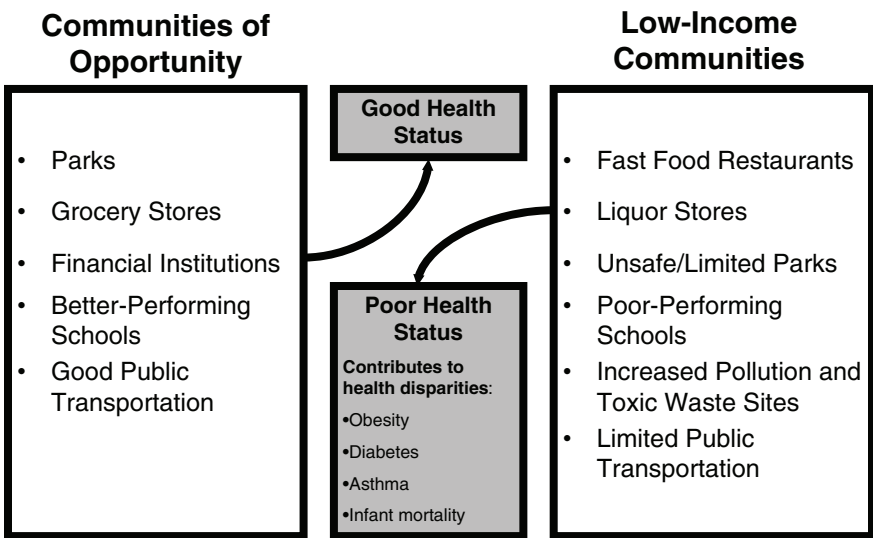 Communities of
Opportunity
• Parks
• Grocery Stores
• Financial Institutions
• Better-Performing
Schools
• Good Public
Transportation
Good Health
Status
Poor Health
Status
Contributes to
health disparities:
•Obesity
•Diabetes
•Asthma
•Infant mortality
Low-Income
Communities
• Fast Food Restaurants
• Liquor Stores
• Unsafe/Limited Parks
• Poor-Performing
Schools
• Increased Pollution and
Toxic Waste Sites
• Limited Public
Transportation